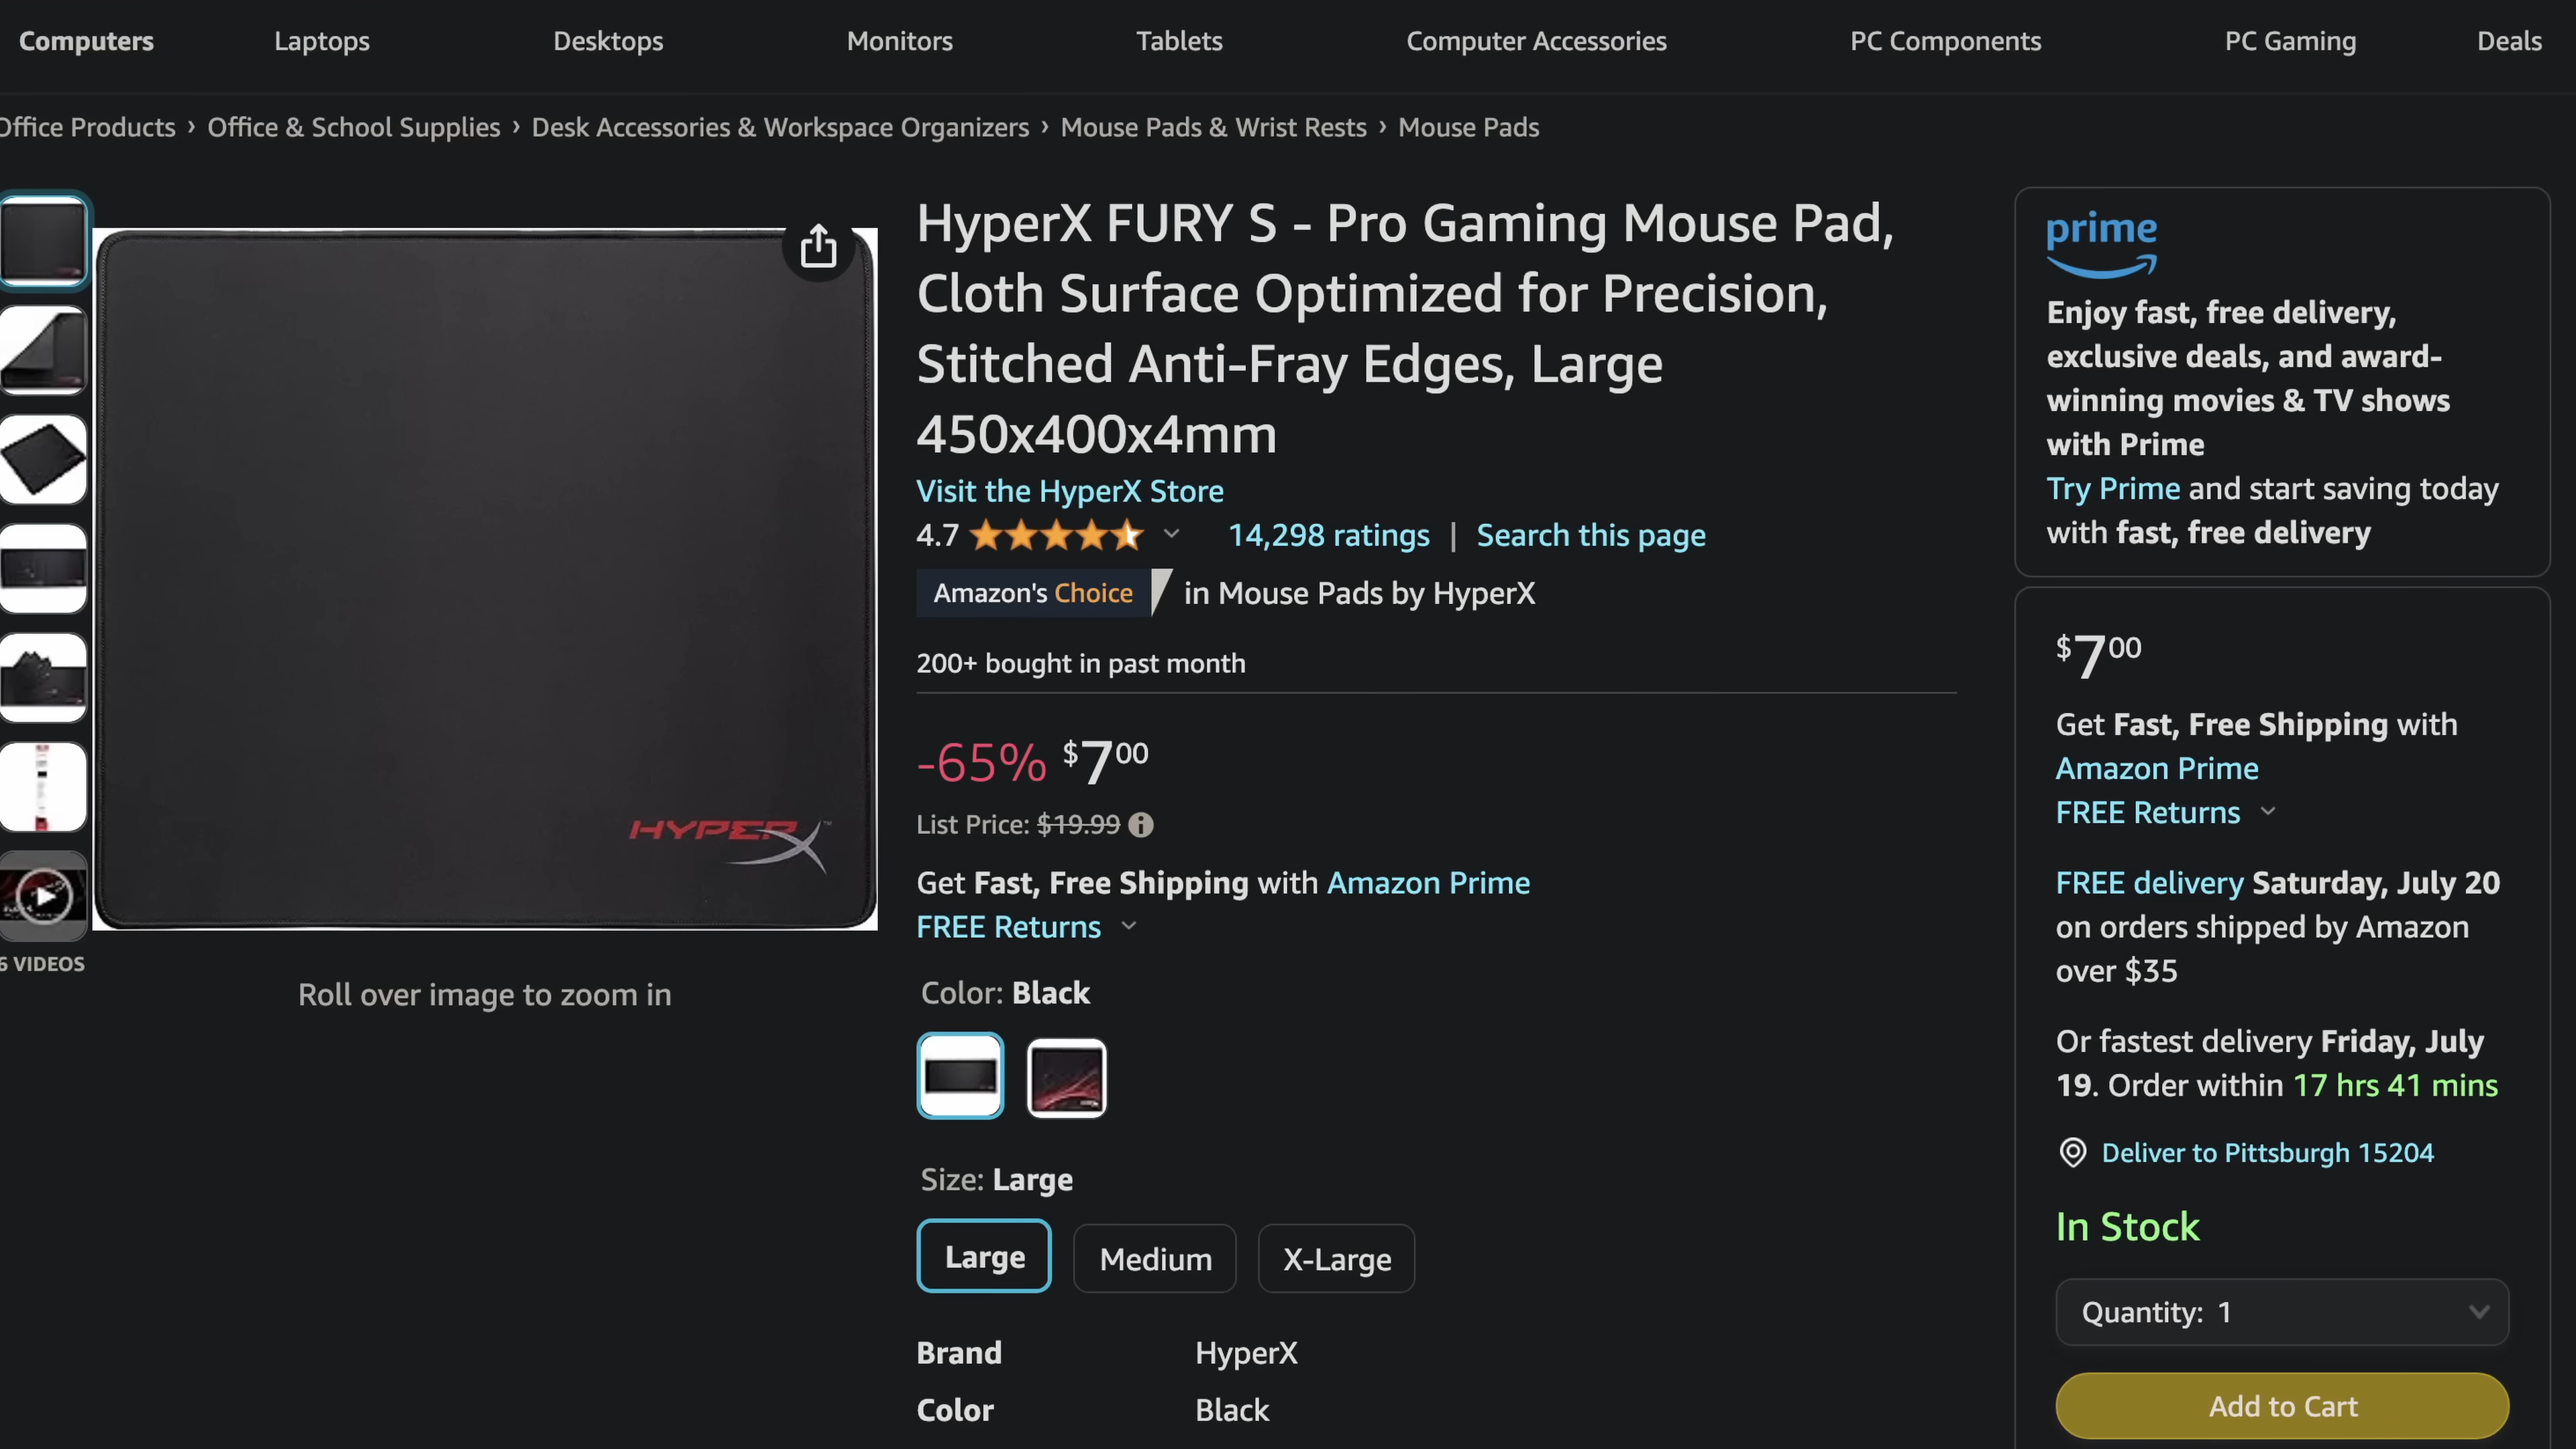 Computers Laptops Desktops Monitors Tablets Computer Accessories PC Components PC Gaming Deals
Office Products › Office & School Supplies › Desk Accessories & Workspace Organizers › Mouse Pads & Wrist Rests › Mouse Pads
HYPERX™
6 VIDEOS
Roll over image to zoom in
HyperX FURY S - Pro Gaming Mouse Pad,
Cloth Surface Optimized for Precision,
Stitched Anti-Fray Edges, Large
450x400x4mm
Visit the HyperX Store
4.7 14,298 ratings | Search this page
Amazon's Choice in Mouse Pads by HyperX
200+ bought in past month
-65% $700
List Price: $19.99
Get Fast, Free Shipping with Amazon Prime
FREE Returns
Color: Black
Size: Large
Large Medium X-Large
Brand HyperX
Color Black
prime
Enjoy fast, free delivery,
exclusive deals, and award-
winning movies & TV shows
with Prime
Try Prime and start saving today
with fast, free delivery
$700
Get Fast, Free Shipping with
Amazon Prime
FREE Returns
FREE delivery Saturday, July 20
on orders shipped by Amazon
over $35
Or fastest delivery Friday, July
19. Order within 17 hrs 41 mins
Deliver to Pittsburgh 15204
In Stock
Quantity: 1
Add to Cart